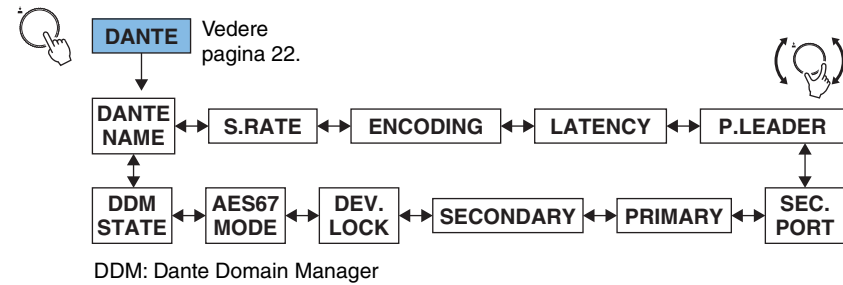 DANTE
Vedere
pagina 22.
DANTE
NAME
S.RATE
ENCODING
LATENCY
P.LEADER
DDM
STATE
AES67
MODE
DEV.
LOCK
SECONDARY
PRIMARY
SEC.
PORT
DDM: Dante Domain Manager